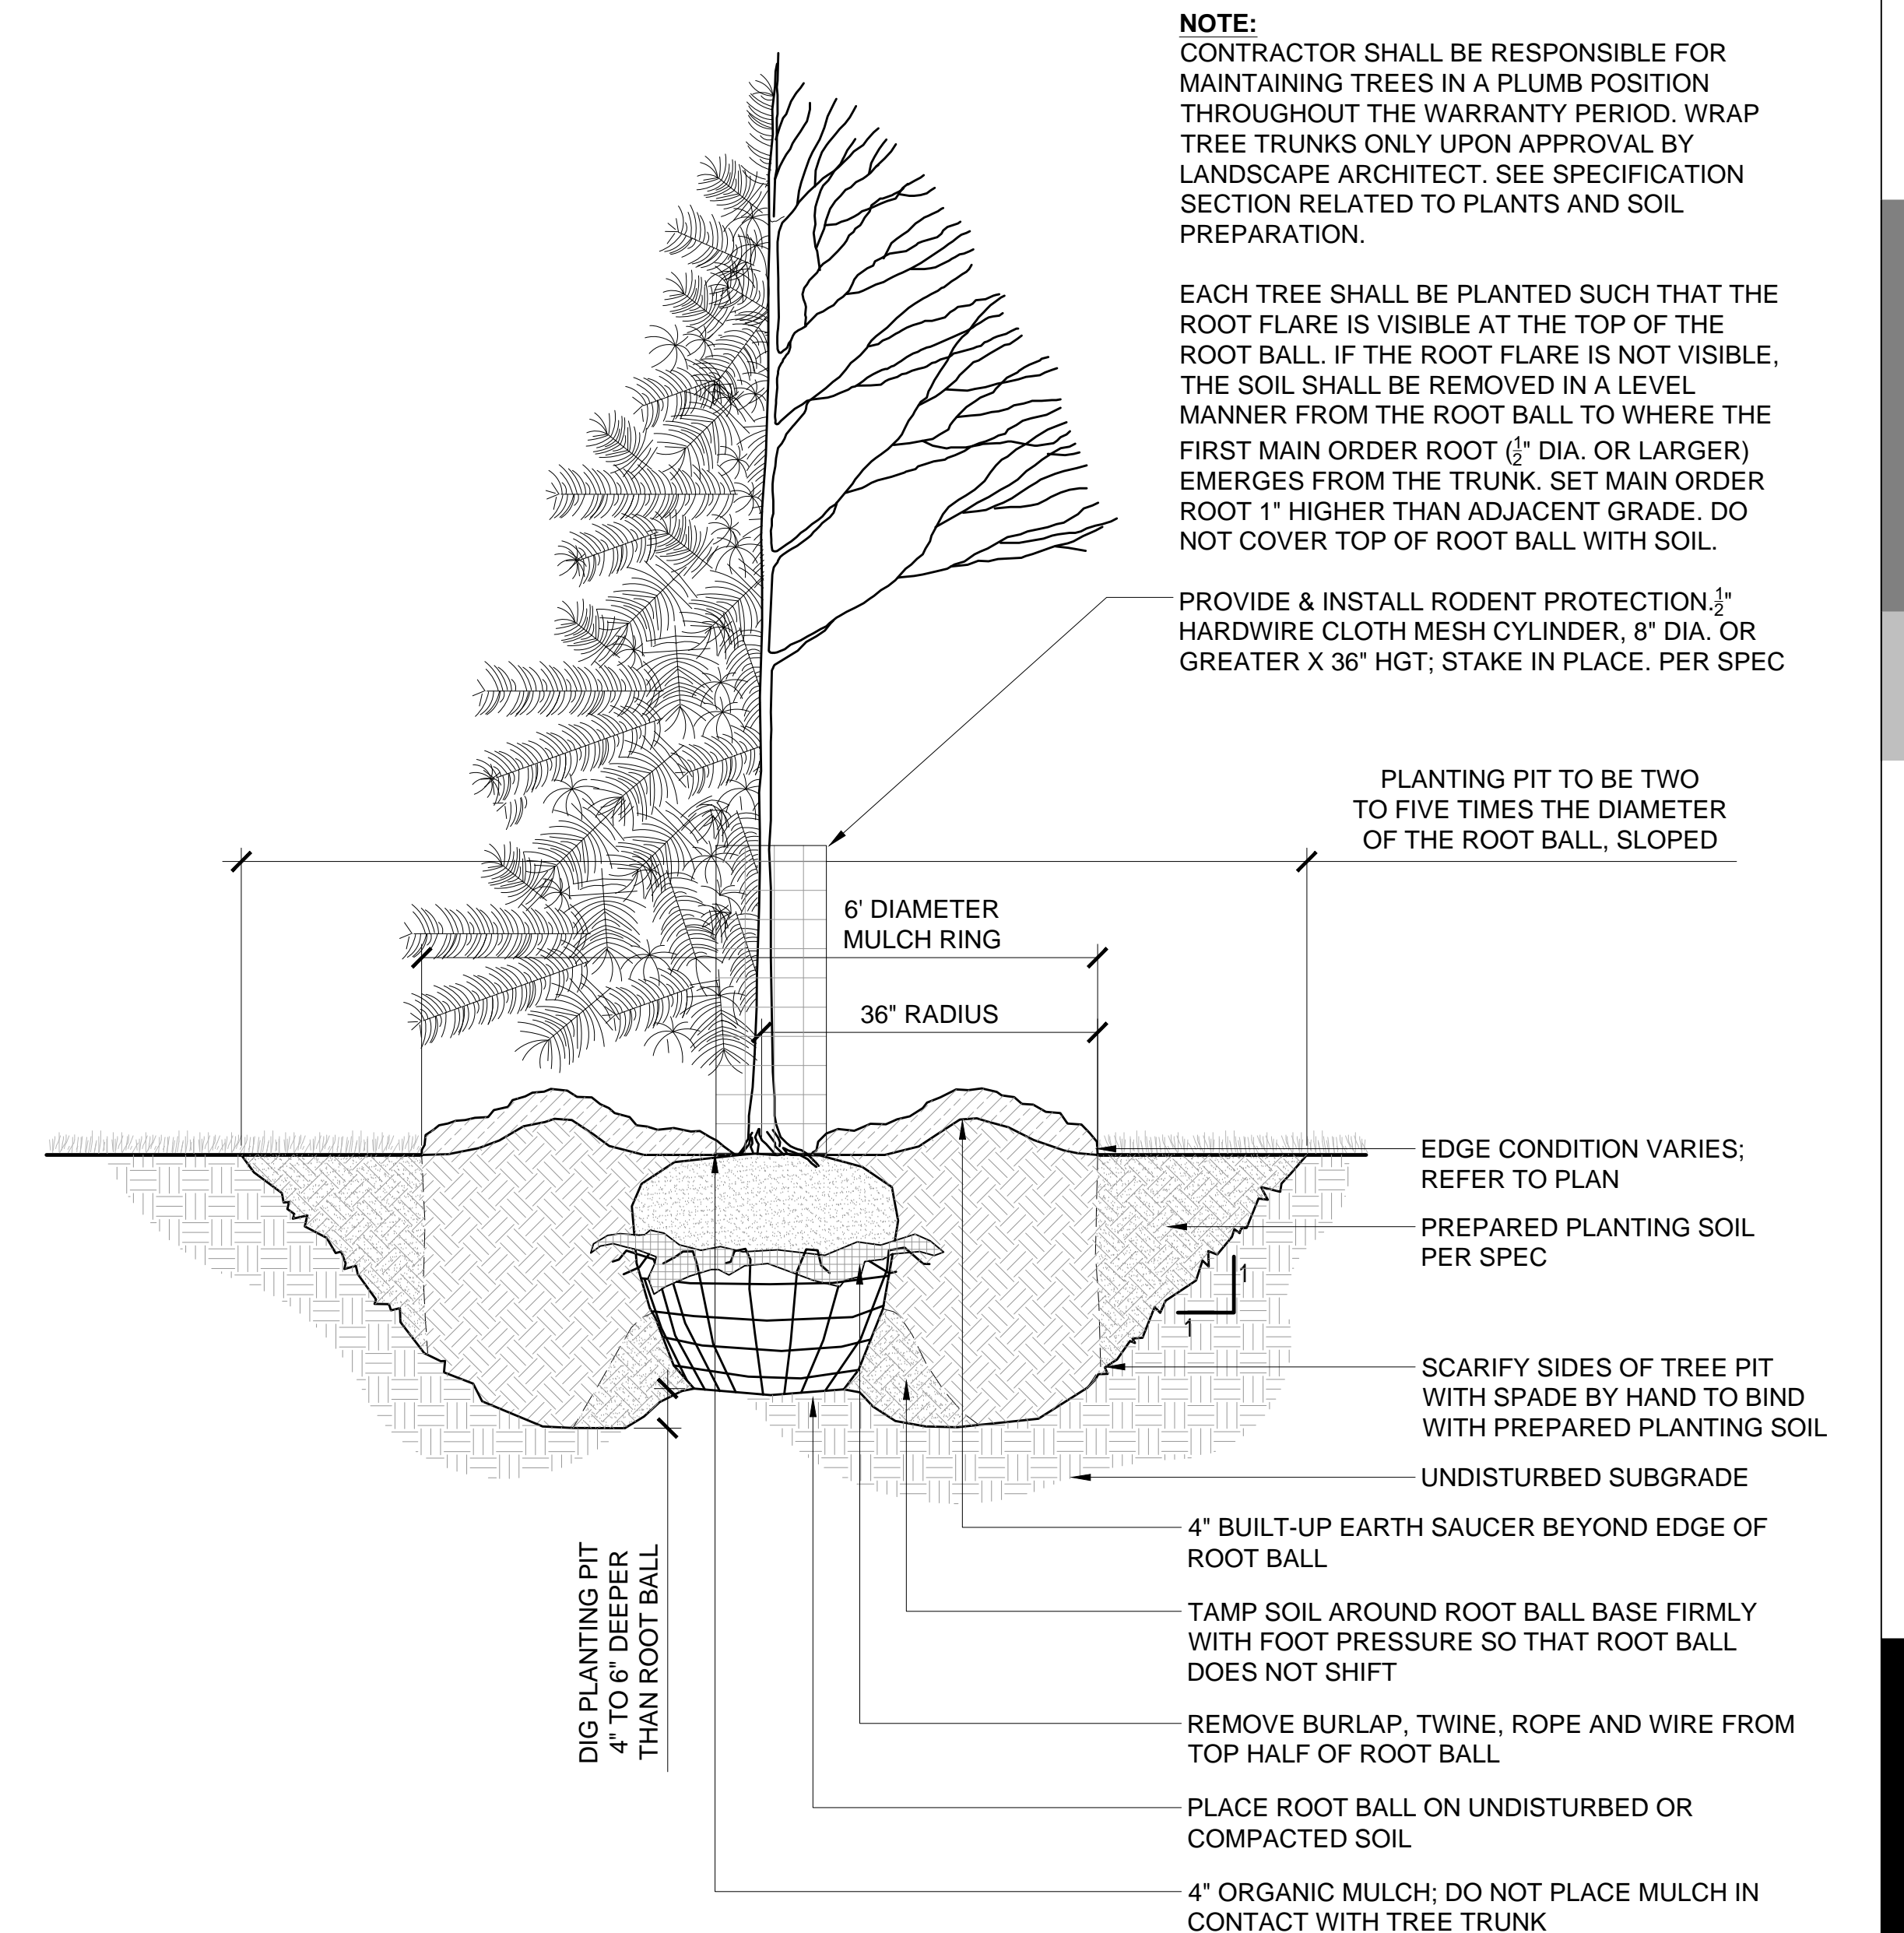 NOTE:
CONTRACTOR SHALL BE RESPONSIBLE FOR
MAINTAINING TREES IN A PLUMB POSITION
THROUGHOUT THE WARRANTY PERIOD. WRAP
TREE TRUNKS ONLY UPON APPROVAL BY
LANDSCAPE ARCHITECT. SEE SPECIFICATION
SECTION RELATED TO PLANTS AND SOIL
PREPARATION.
EACH TREE SHALL BE PLANTED SUCH THAT THE
ROOT FLARE IS VISIBLE AT THE TOP OF THE
ROOT BALL. IF THE ROOT FLARE IS NOT VISIBLE,
THE SOIL SHALL BE REMOVED IN A LEVEL
MANNER FROM THE ROOT BALL TO WHERE THE
FIRST MAIN ORDER ROOT (½" DIA. OR LARGER)
EMERGES FROM THE TRUNK. SET MAIN ORDER
ROOT 1" HIGHER THAN ADJACENT GRADE. DO
NOT COVER TOP OF ROOT BALL WITH SOIL.
PROVIDE & INSTALL RODENT PROTECTION.½"
HARDWIRE CLOTH MESH CYLINDER, 8" DIA. OR
GREATER X 36" HGT; STAKE IN PLACE. PER SPEC
PLANTING PIT TO BE TWO
TO FIVE TIMES THE DIAMETER
OF THE ROOT BALL, SLOPED
6' DIAMETER
MULCH RING
36" RADIUS
EDGE CONDITION VARIES;
REFER TO PLAN
PREPARED PLANTING SOIL
PER SPEC
1
1
SCARIFY SIDES OF TREE PIT
WITH SPADE BY HAND TO BIND
WITH PREPARED PLANTING SOIL
UNDISTURBED SUBGRADE
4" BUILT-UP EARTH SAUCER BEYOND EDGE OF
ROOT BALL
DIG PLANTING PIT
4" TO 6" DEEPER
THAN ROOT BALL
TAMP SOIL AROUND ROOT BALL BASE FIRMLY
WITH FOOT PRESSURE SO THAT ROOT BALL
DOES NOT SHIFT
REMOVE BURLAP, TWINE, ROPE AND WIRE FROM
TOP HALF OF ROOT BALL
PLACE ROOT BALL ON UNDISTURBED OR
COMPACTED SOIL
4" ORGANIC MULCH; DO NOT PLACE MULCH IN
CONTACT WITH TREE TRUNK